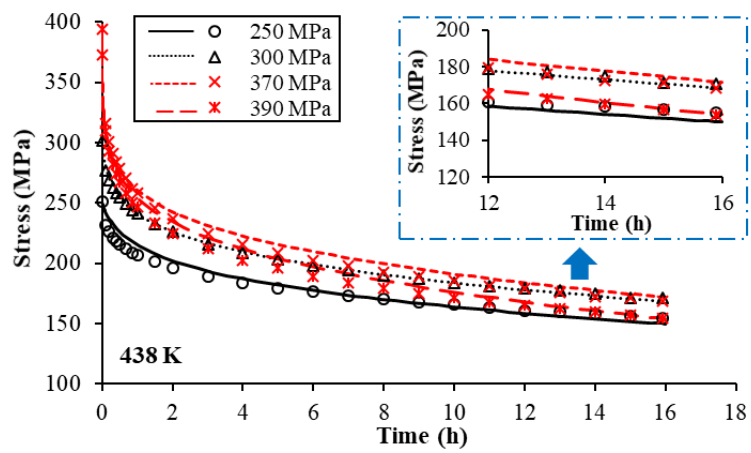 400
350
300
250
200
150
100
Stress (MPa)
250 MPa
300 MPa
370 MPa
390 MPa
438 K
0 2 4 6 8 10 12 14 16 18
Time (h)
200
180
160
140
120
Stress (MPa)
12 14 16
Time (h)